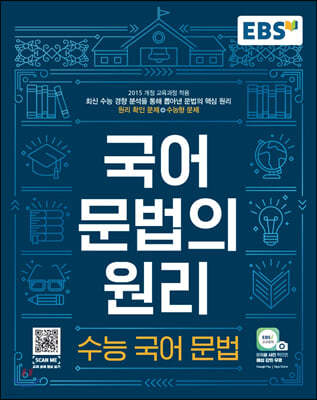 EBS
2015 개정 교육과정 적용
최신 수능 경향 분석을 통해 뽑아낸 문법의 핵심 원리
원리 확인 문제 + 수능형 문제
국어
문법의
원리
수능 국어 문법
SCAN ME
EBS